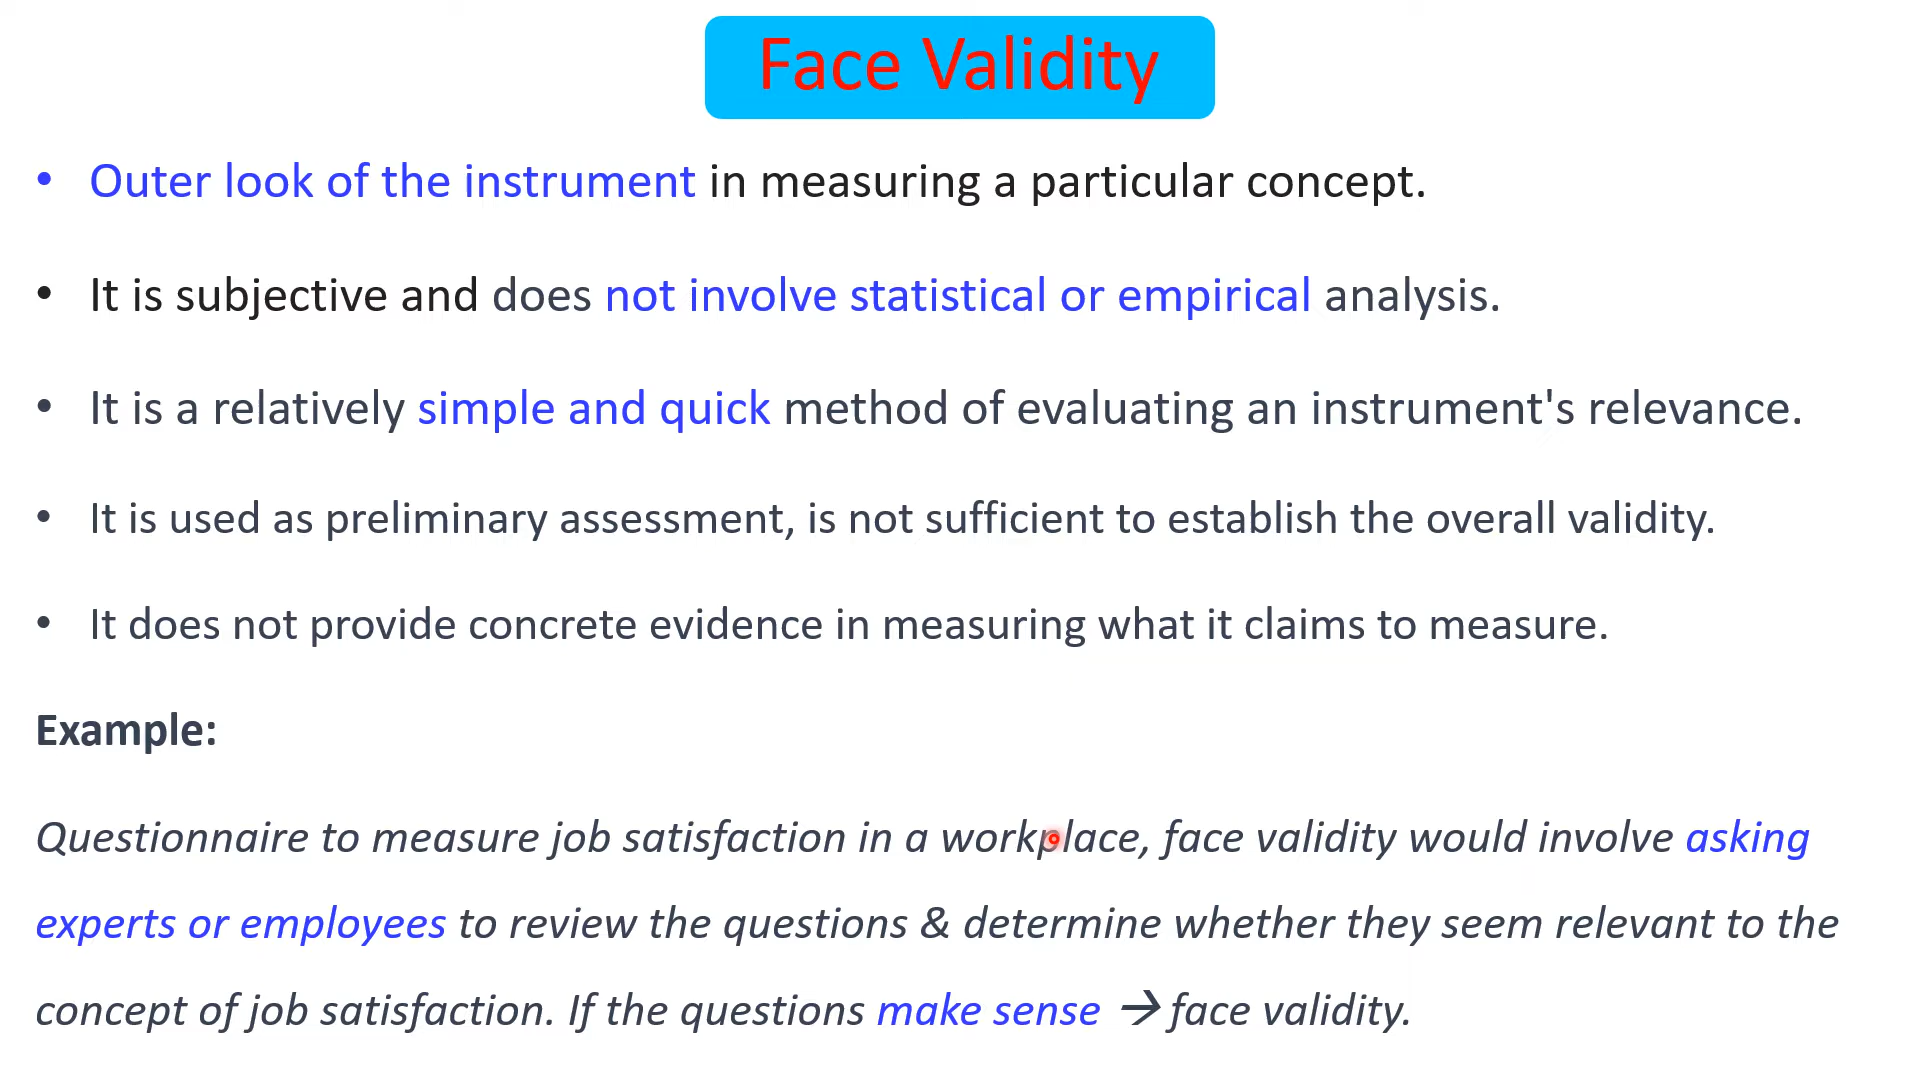 Face Validity
• Outer look of the instrument in measuring a particular concept.
• It is subjective and does not involve statistical or empirical analysis.
• It is a relatively simple and quick method of evaluating an instrument's relevance.
• It is used as preliminary assessment, is not sufficient to establish the overall validity.
• It does not provide concrete evidence in measuring what it claims to measure.
Example:
Questionnaire to measure job satisfaction in a workplace, face validity would involve asking
experts or employees to review the questions & determine whether they seem relevant to the
concept of job satisfaction. If the questions make sense → face validity.